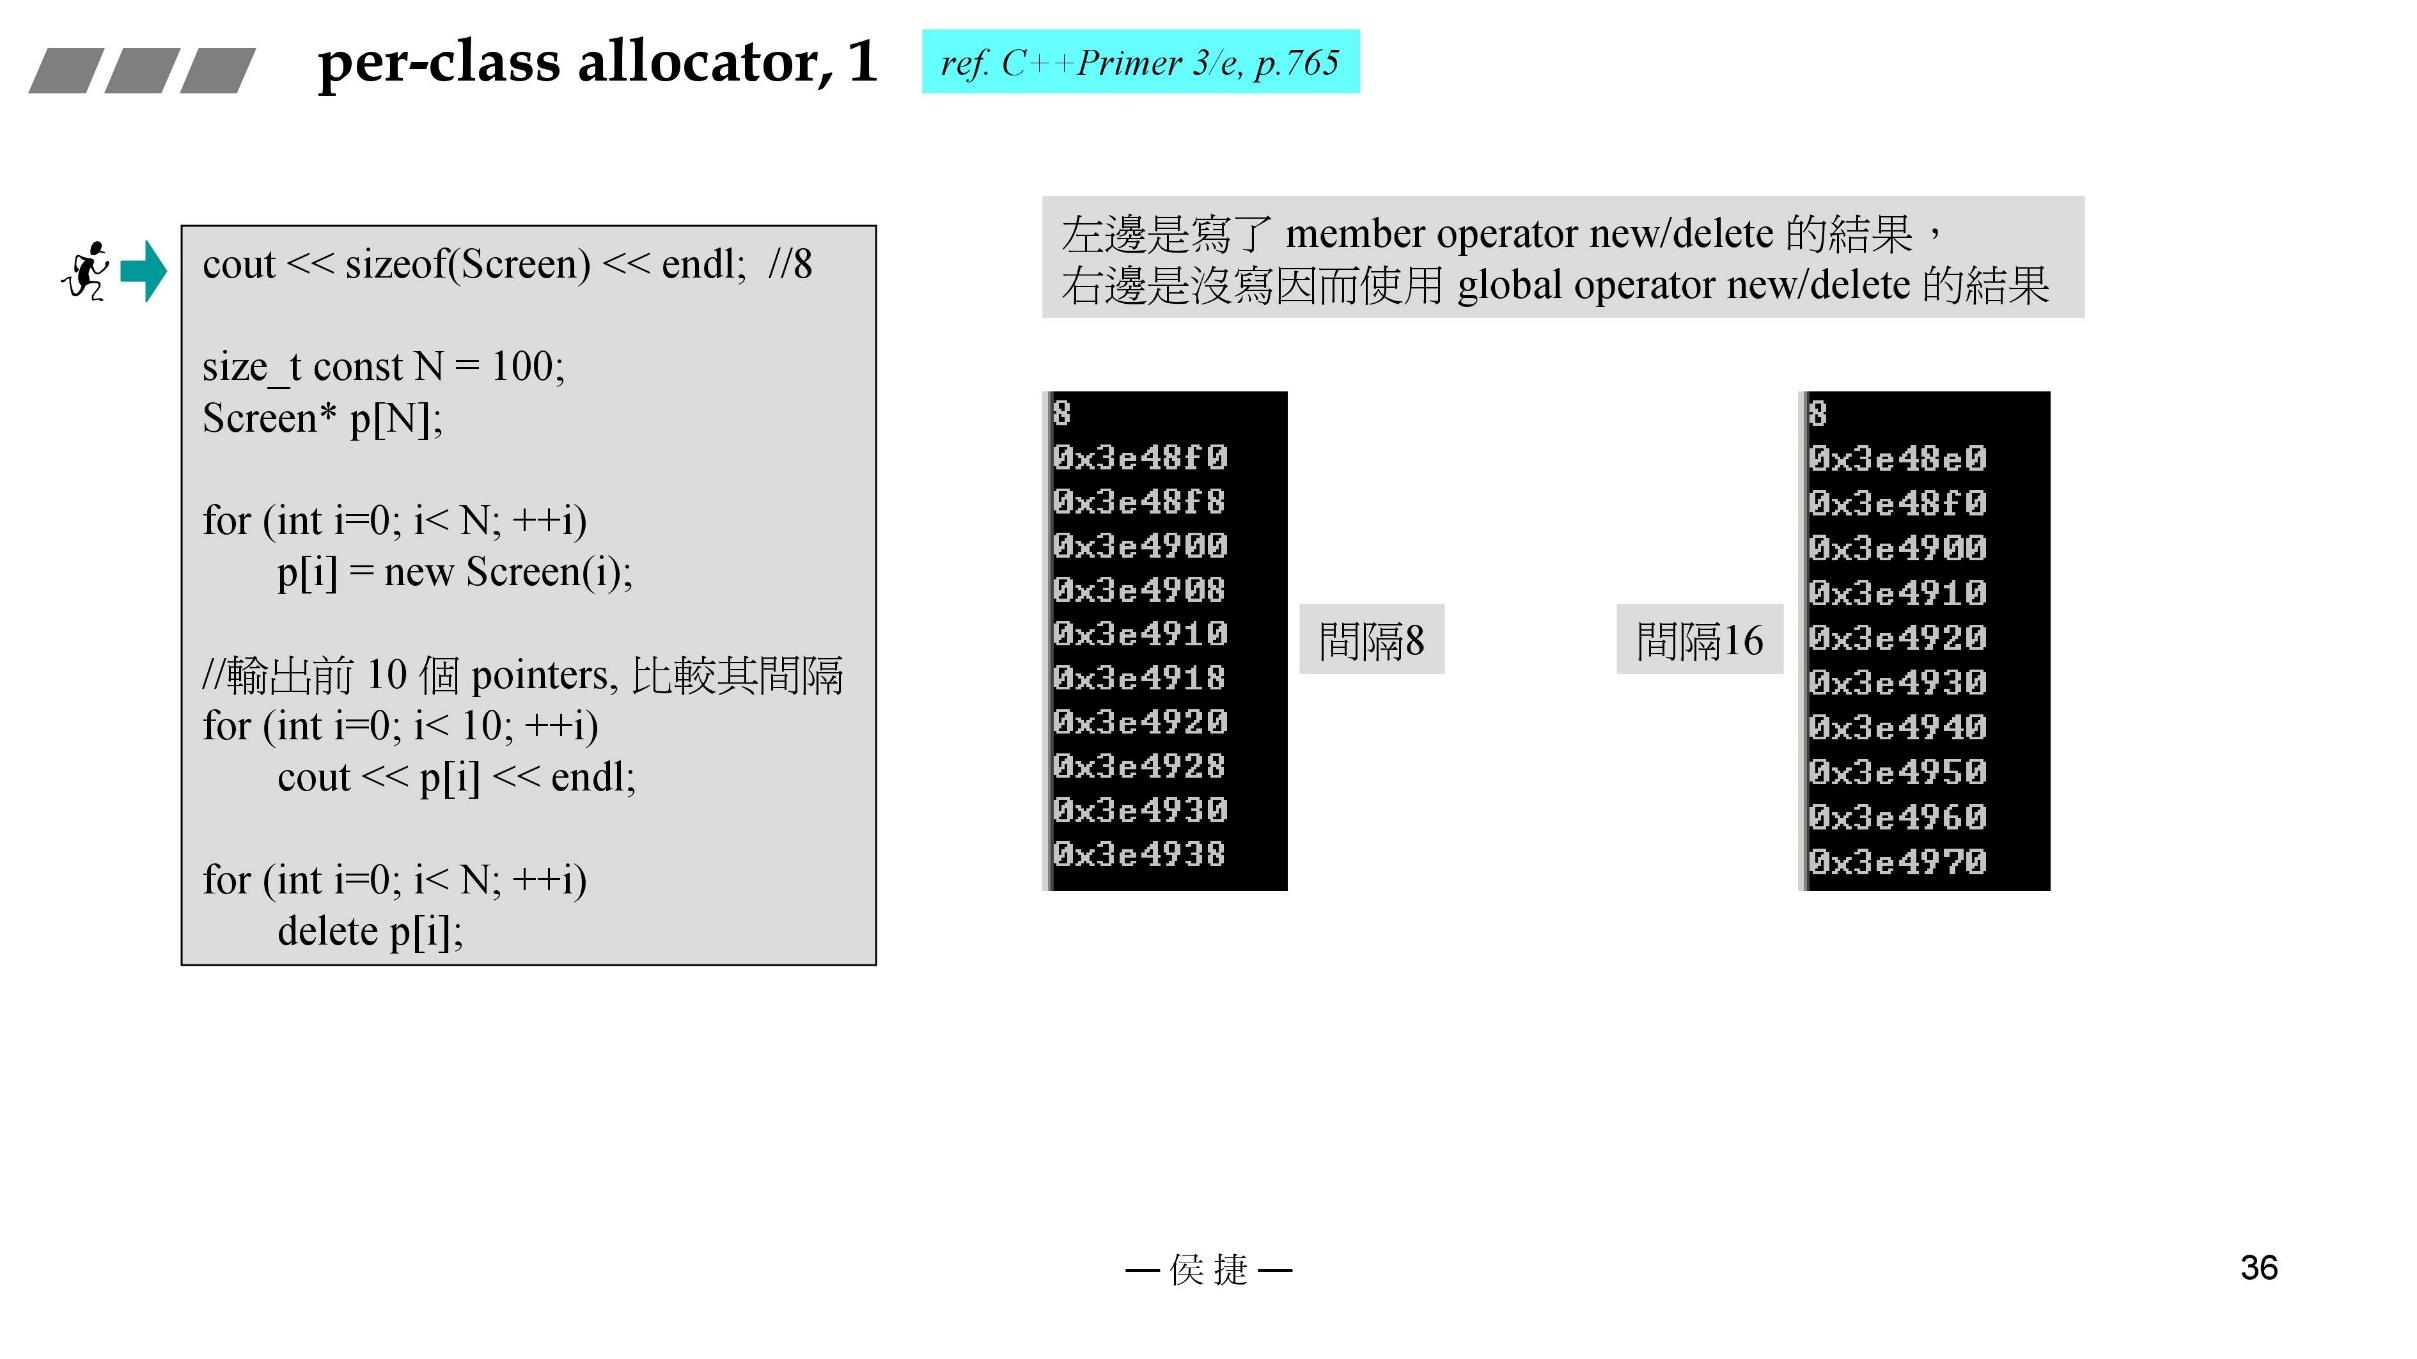 per-class allocator, 1
ref. C++Primer 3/e, p.765
cout << sizeof(Screen) << endl;  //8
size_t const N = 100;
Screen* p[N];
for (int i=0; i< N; ++i)
p[i] = new Screen(i);
//輸出前 10 個 pointers, 比較其間隔
for (int i=0; i< 10; ++i)
cout << p[i] << endl;
for (int i=0; i< N; ++i)
delete p[i];
左邊是寫了 member operator new/delete 的結果，
右邊是沒寫因而使用 global operator new/delete 的結果
8
0x3e48f0
0x3e48f8
0x3e4900
0x3e4908
0x3e4910
0x3e4918
0x3e4920
0x3e4928
0x3e4930
0x3e4938
間隔8
間隔16
8
0x3e48e0
0x3e48f0
0x3e4900
0x3e4910
0x3e4920
0x3e4930
0x3e4940
0x3e4950
0x3e4960
0x3e4970
— 侯 捷 —
36